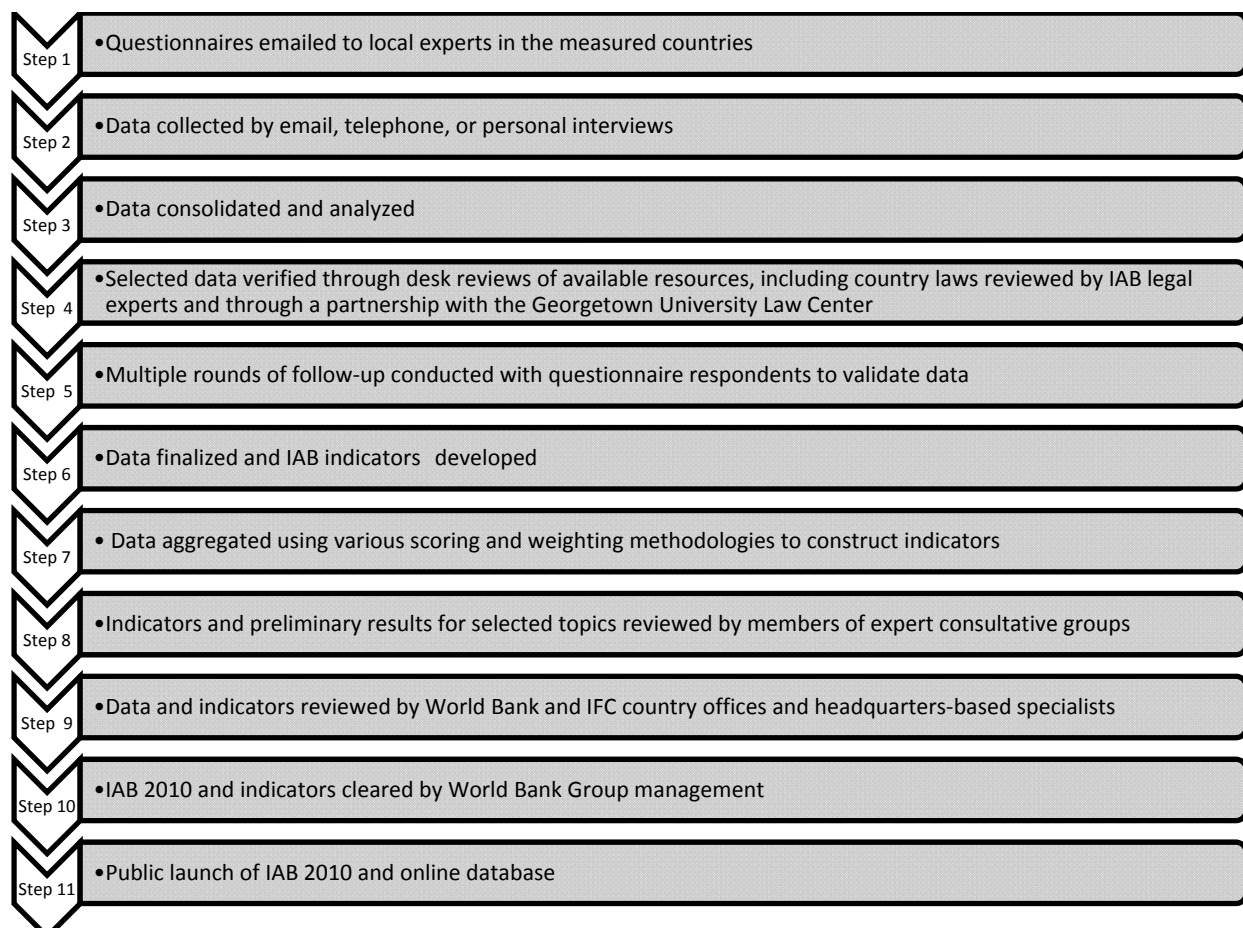 Step 1
•Questionnaires emailed to local experts in the measured countries
Step 2
•Data collected by email, telephone, or personal interviews
Step 3
•Data consolidated and analyzed
Step 4
•Selected data verified through desk reviews of available resources, including country laws reviewed by IAB legal
experts and through a partnership with the Georgetown University Law Center
Step 5
•Multiple rounds of follow-up conducted with questionnaire respondents to validate data
Step 6
•Data finalized and IAB indicators developed
Step 7
• Data aggregated using various scoring and weighting methodologies to construct indicators
Step 8
•Indicators and preliminary results for selected topics reviewed by members of expert consultative groups
Step 9
•Data and indicators reviewed by World Bank and IFC country offices and headquarters-based specialists
Step 10
•IAB 2010 and indicators cleared by World Bank Group management
Step 11
•Public launch of IAB 2010 and online database